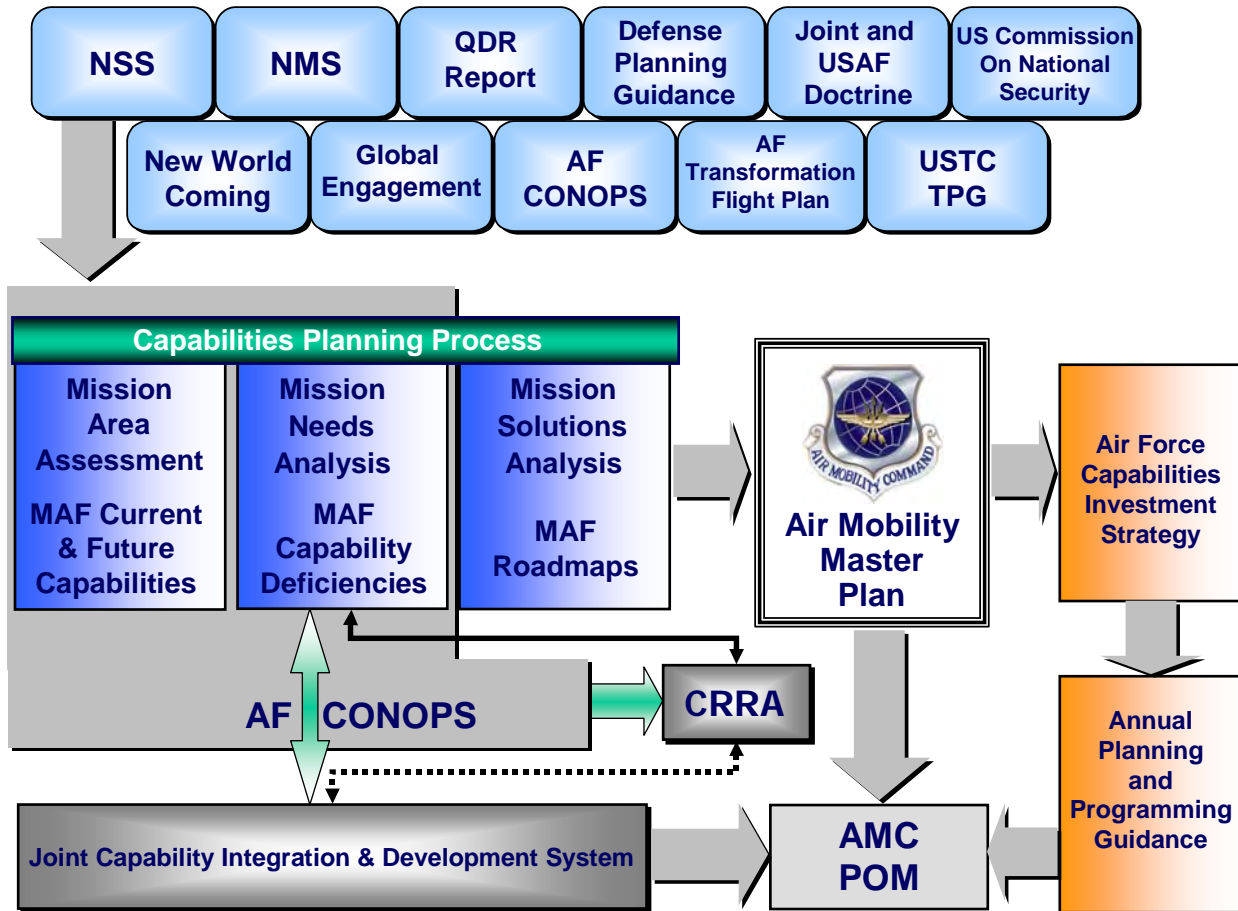 NSS
NMS
QDR
Report
Defense
Planning
Guidance
Joint and
USAF
Doctrine
US Commission
On National
Security
New World
Coming
Global
Engagement
AF
CONOPS
AF
Transformation
Flight Plan
USTC
TPG
Capabilities Planning Process
Mission
Area
Assessment
MAF Current
& Future
Capabilities
Mission
Needs
Analysis
MAF
Capability
Deficiencies
Mission
Solutions
Analysis
MAF
Roadmaps
AIR MOBILITY COMMAND
Air Mobility
Master
Plan
Air Force
Capabilities
Investment
Strategy
AF CONOPS
CRRA
Annual
Planning
and
Programming
Guidance
Joint Capability Integration & Development System
AMC
POM